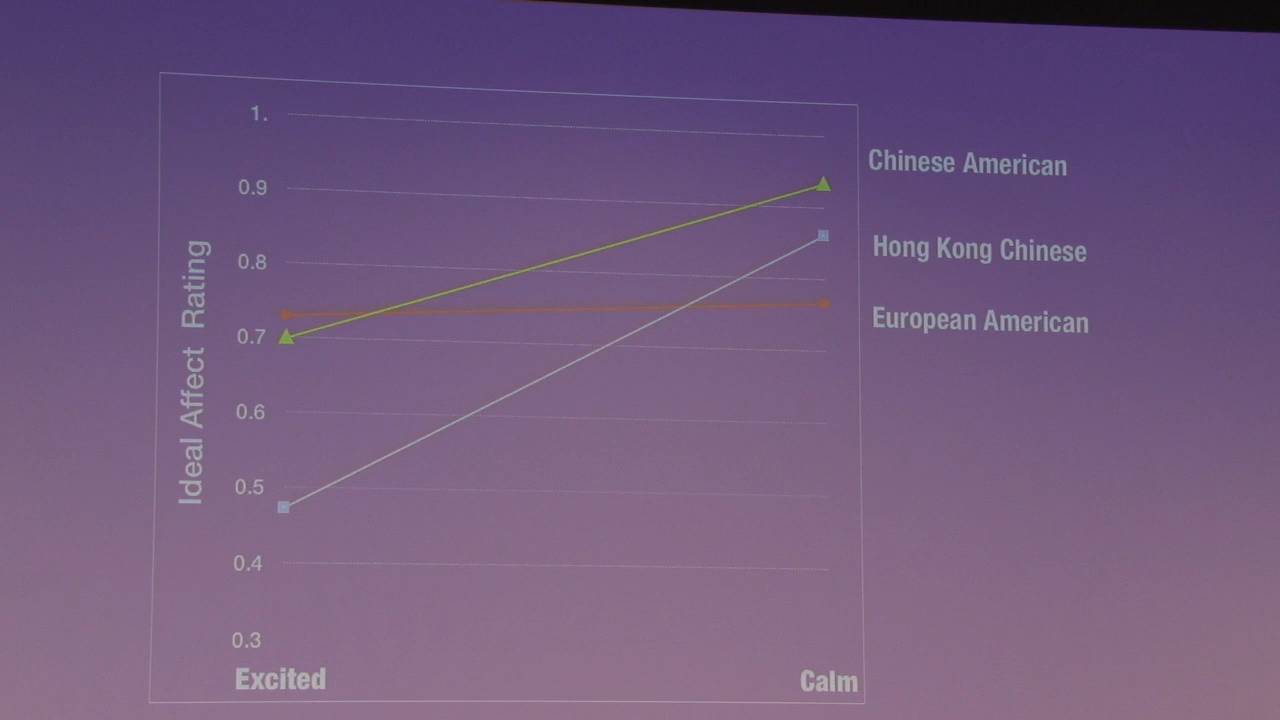 1.
0.9
0.8
0.7
0.6
0.5
0.4
0.3
Ideal Affect Rating
Excited
Calm
Chinese American
Hong Kong Chinese
European American